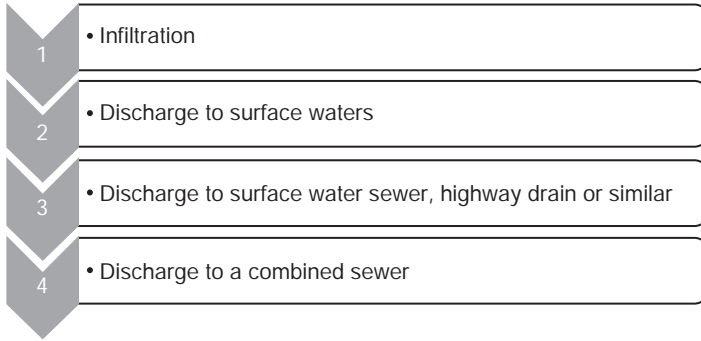 1
• Infiltration
2
• Discharge to surface waters
3
• Discharge to surface water sewer, highway drain or similar
4
• Discharge to a combined sewer